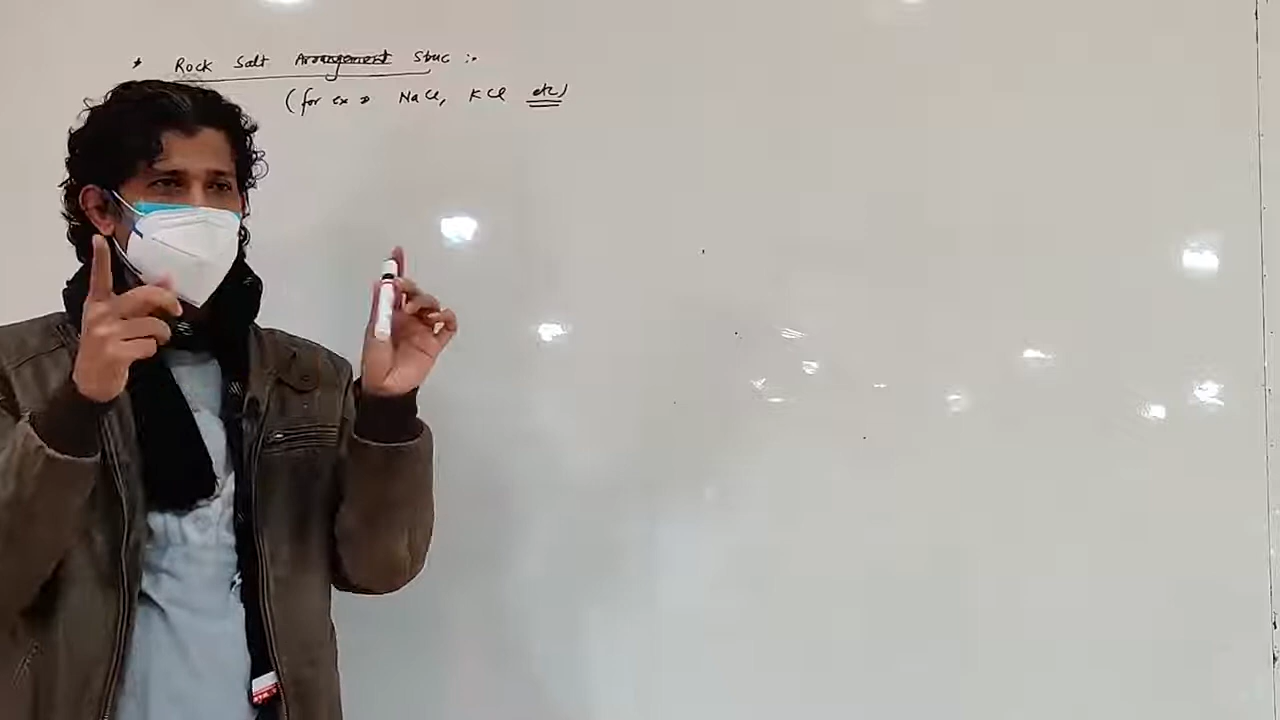 * Rock Salt Arrangement Struc :-
(for ex → NaCl, KCl etc)